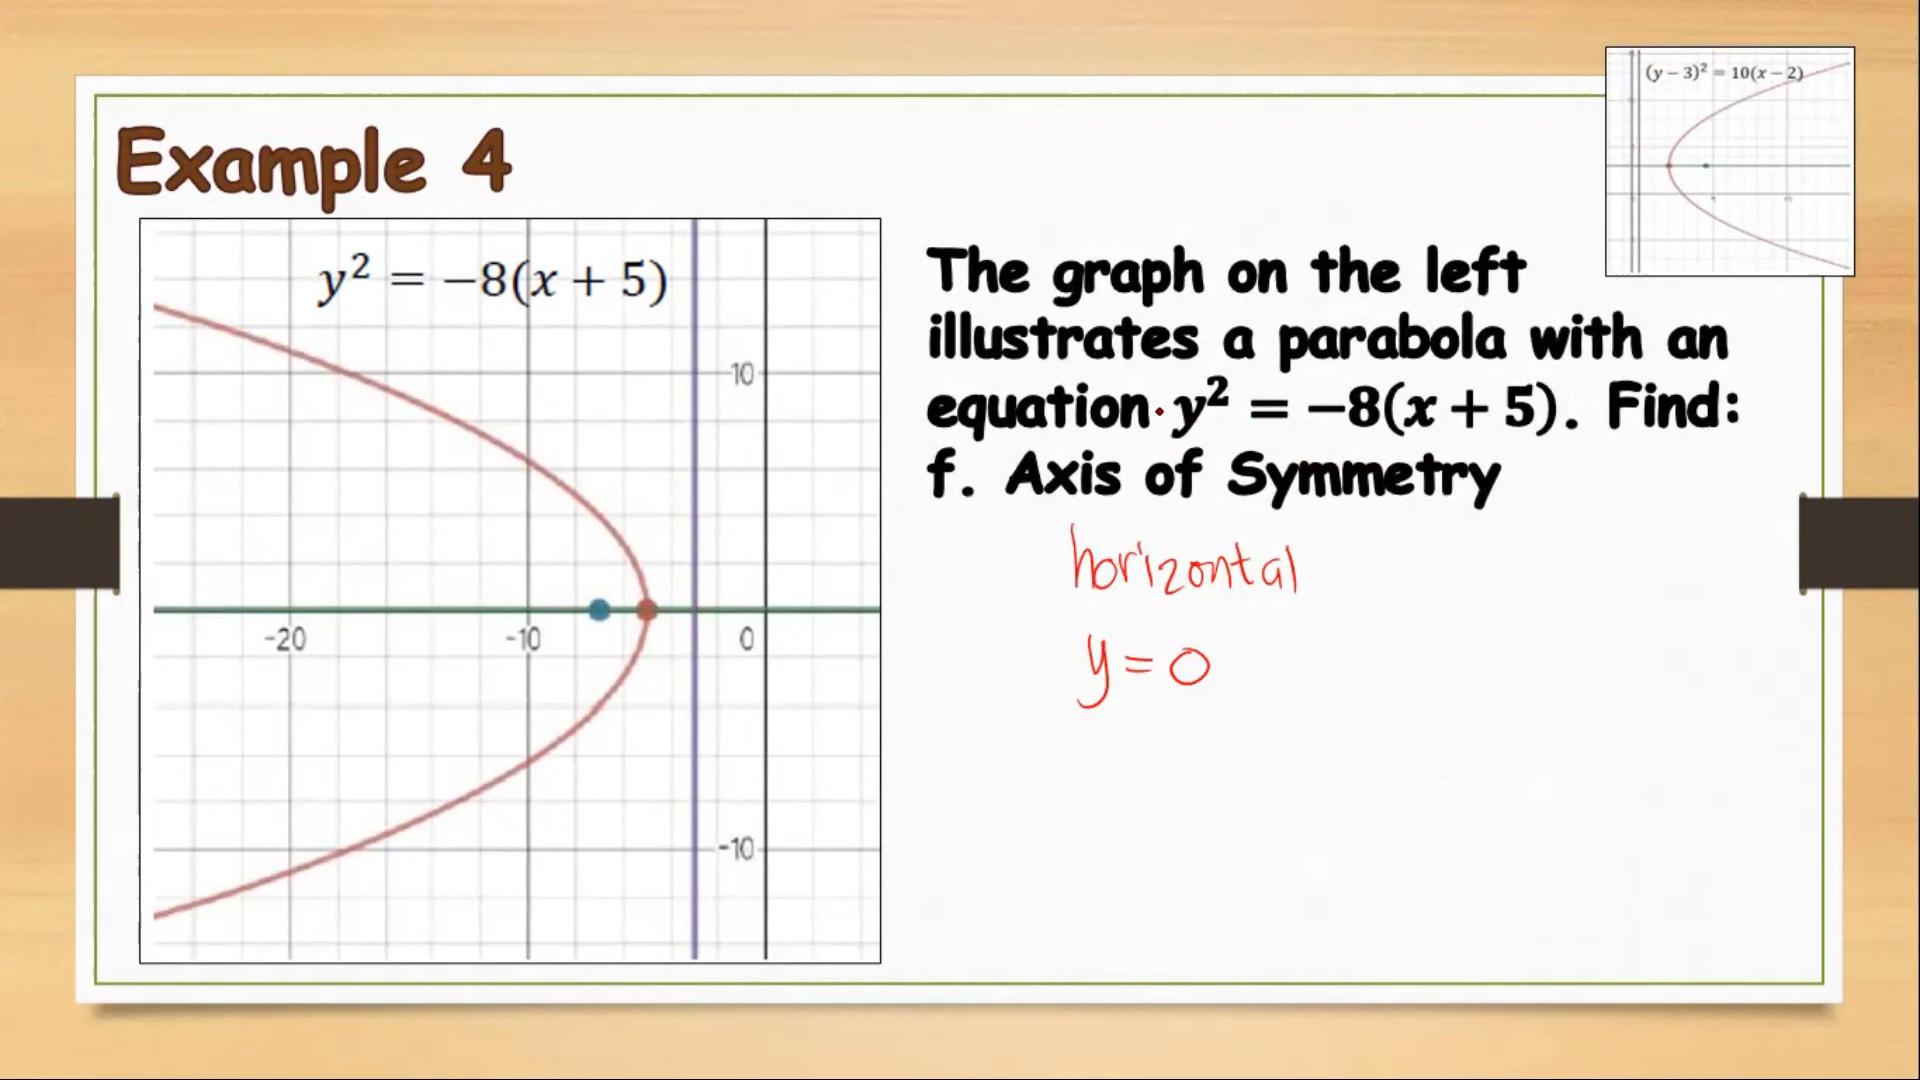 (y − 3)² = 10(x − 2)
Example 4
y² = −8(x + 5)
10
-20
-10
0
-10
The graph on the left
illustrates a parabola with an
equation y² = −8(x + 5). Find:
f. Axis of Symmetry
horizontal
y = 0